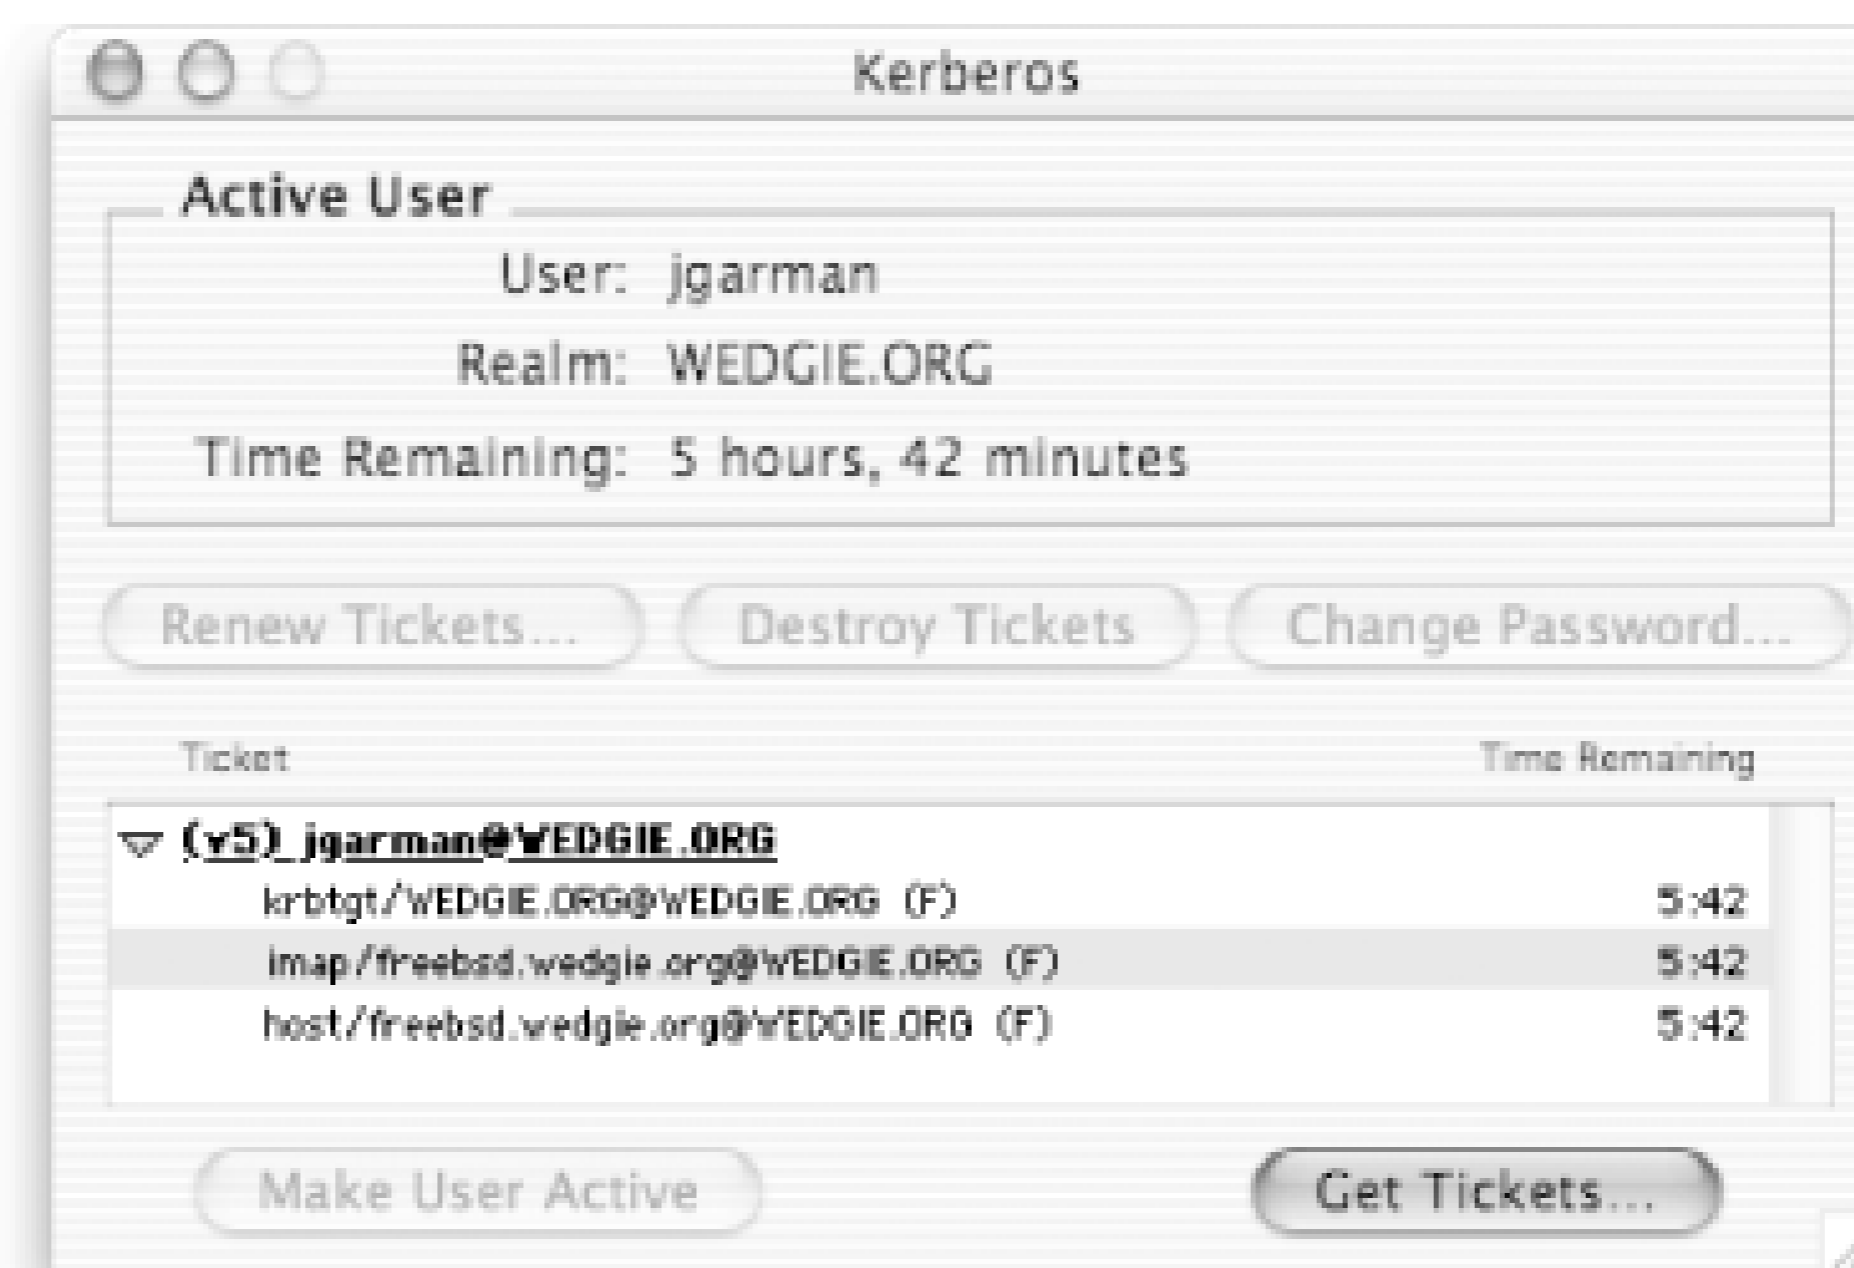 Kerberos
Active User
User: jgarman
Realm: WEDGIE.ORG
Time Remaining: 5 hours, 42 minutes
Renew Tickets... Destroy Tickets Change Password...
Ticket Time Remaining
(v5) jgarman@WEDGIE.ORG
krbtgt/WEDGIE.ORG@WEDGIE.ORG (F) 5:42
imap/freebsd.wedgie.org@WEDGIE.ORG (F) 5:42
host/freebsd.wedgie.org@WEDGIE.ORG (F) 5:42
Make User Active Get Tickets...